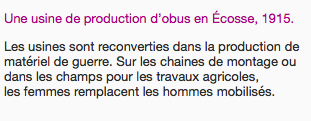 Une usine de production d’obus en Écosse, 1915.
Les usines sont reconverties dans la production de
matériel de guerre. Sur les chaines de montage ou
dans les champs pour les travaux agricoles,
les femmes remplacent les hommes mobilisés.